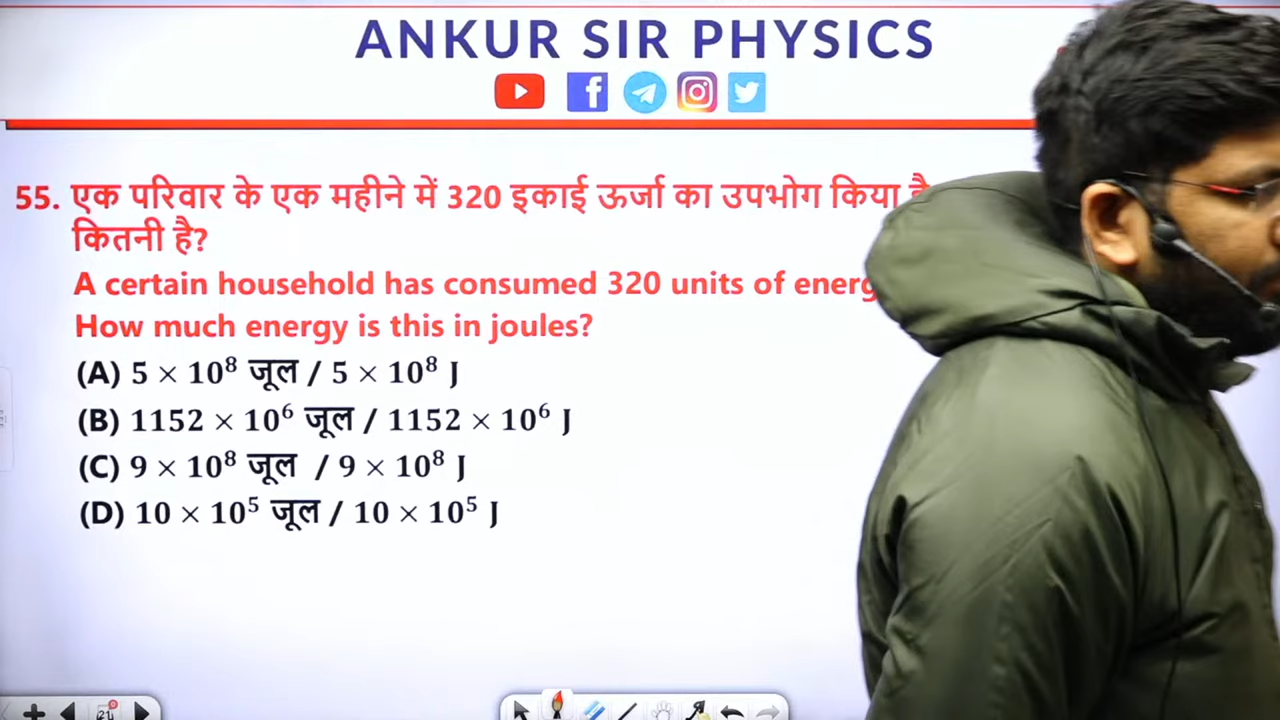 ANKUR SIR PHYSICS
55. एक परिवार के एक महीने में 320 इकाई ऊर्जा का उपभोग किया
कितनी है?
A certain household has consumed 320 units of
How much energy is this in joules?
(A) 5 × 10⁸ जूल / 5 × 10⁸ J
(B) 1152 × 10⁶ जूल / 1152 × 10⁶ J
(C) 9 × 10⁸ जूल / 9 × 10⁸ J
(D) 10 × 10⁵ जूल / 10 × 10⁵ J